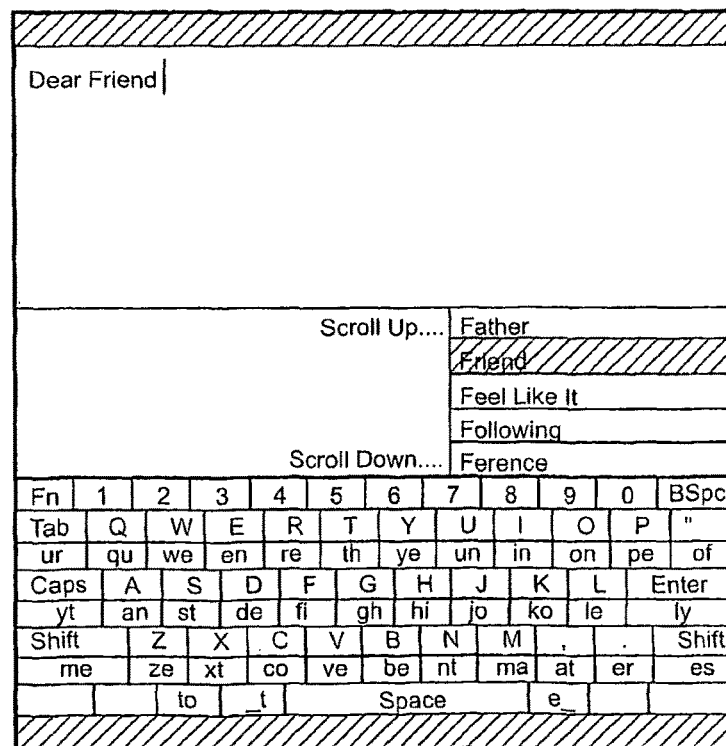 Dear Friend
Scroll Up.... Father
Friend
Feel Like It
Following
Scroll Down.... Ference
Fn 1 2 3 4 5 6 7 8 9 0 BSpc
Tab Q W E R T Y U I O P "
ur qu we en re th ye un in on pe of
Caps A S D F G H J K L Enter
yt an st de fi gh hi jo ko le ly
Shift Z X C V B N M , . Shift
me ze xt co ve be nt ma at er es
to _t Space e_